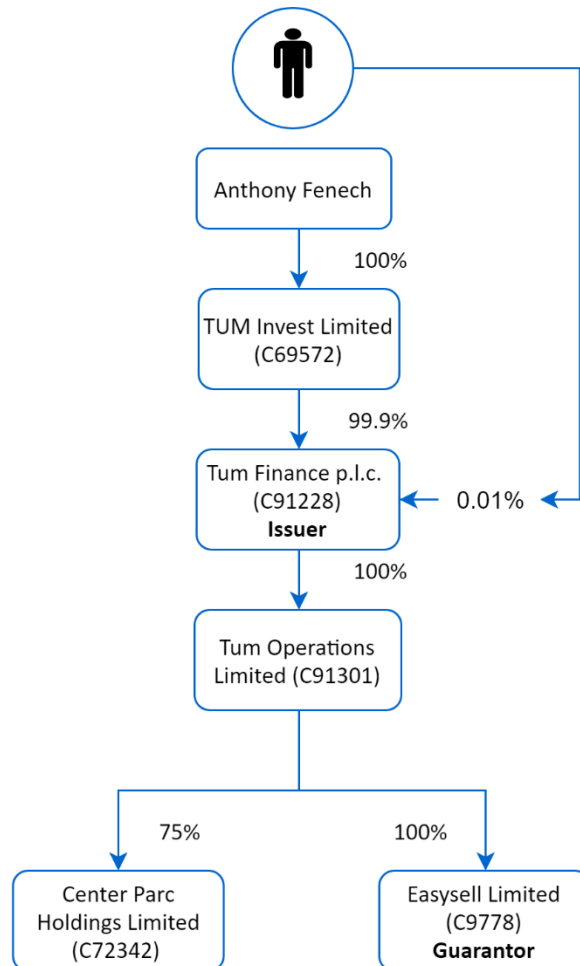 Anthony Fenech
100%
TUM Invest Limited
(C69572)
99.9%
Tum Finance p.l.c.
(C91228)
Issuer
0.01%
100%
Tum Operations
Limited (C91301)
75%
100%
Center Parc
Holdings Limited
(C72342)
Easysell Limited
(C9778)
Guarantor